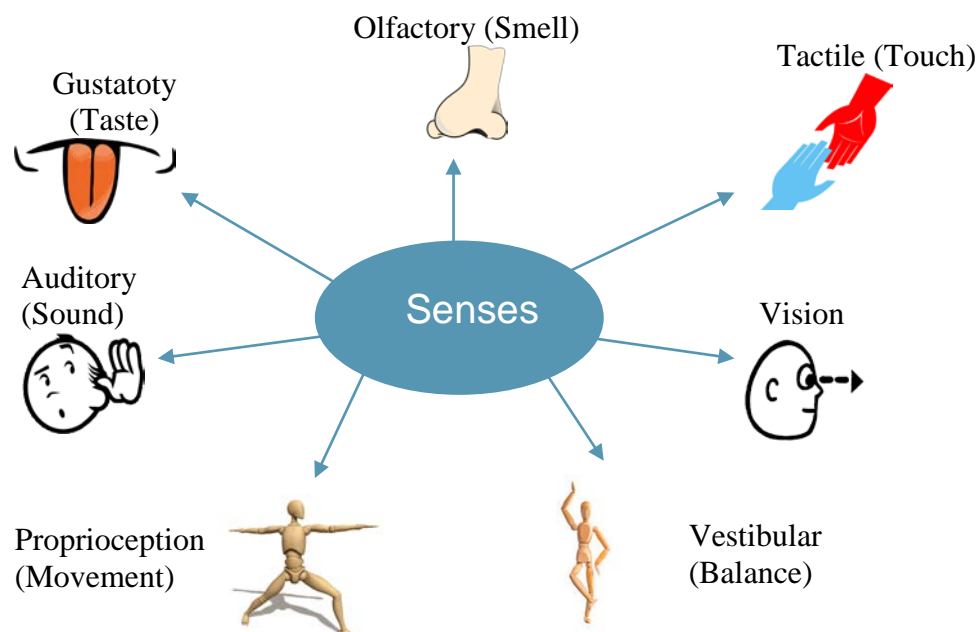 Olfactory (Smell)
Tactile (Touch)
Gustatoty
(Taste)
Senses
Auditory
(Sound)
Vision
Proprioception
(Movement)
Vestibular
(Balance)